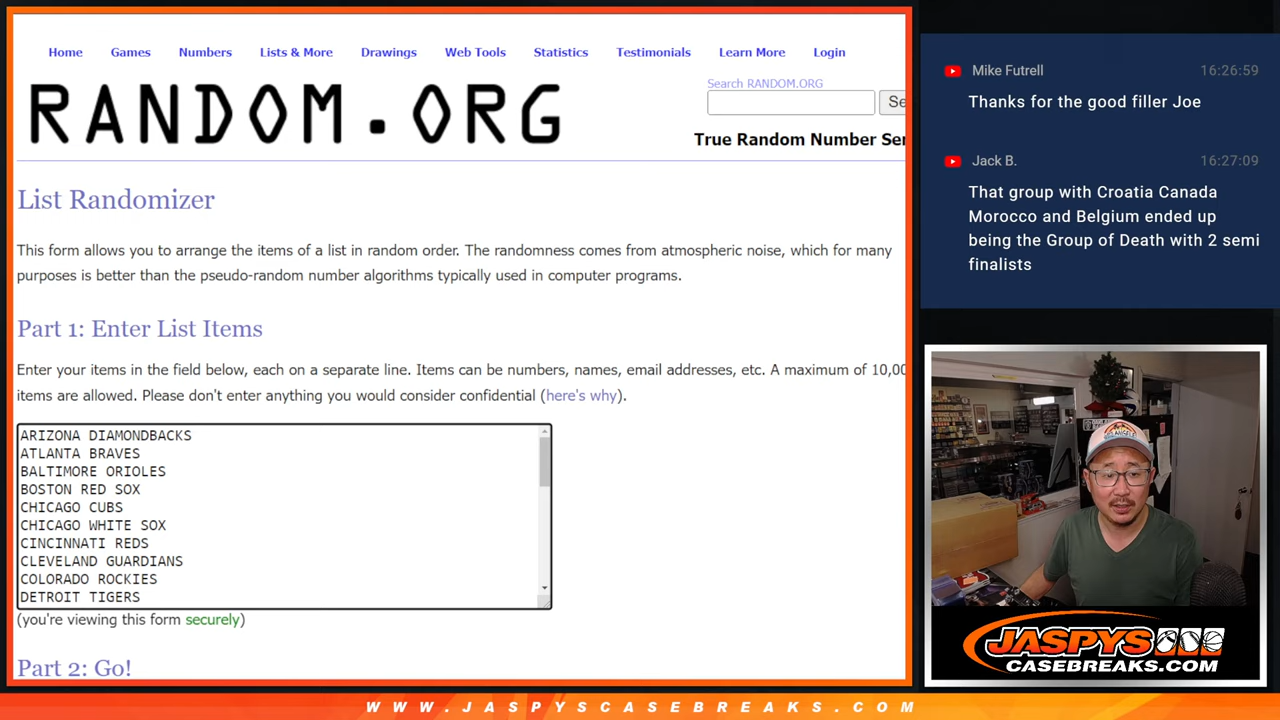 Home Games Numbers Lists & More Drawings Web Tools Statistics Testimonials Learn More Login
RANDOM.ORG
Search RANDOM.ORG
True Random Number Ser
List Randomizer
This form allows you to arrange the items of a list in random order. The randomness comes from atmospheric noise, which for many
purposes is better than the pseudo-random number algorithms typically used in computer programs.
Part 1: Enter List Items
Enter your items in the field below, each on a separate line. Items can be numbers, names, email addresses, etc. A maximum of 10,00
items are allowed. Please don't enter anything you would consider confidential (here's why).
ARIZONA DIAMONDBACKS
ATLANTA BRAVES
BALTIMORE ORIOLES
BOSTON RED SOX
CHICAGO CUBS
CHICAGO WHITE SOX
CINCINNATI REDS
CLEVELAND GUARDIANS
COLORADO ROCKIES
DETROIT TIGERS
(you're viewing this form securely)
Part 2: Go!
Mike Futrell 16:26:59
Thanks for the good filler Joe
Jack B. 16:27:09
That group with Croatia Canada
Morocco and Belgium ended up
being the Group of Death with 2 semi
finalists
JASPYS
CASEBREAKS.COM
WWW.JASPYSCASEBREAKS.COM